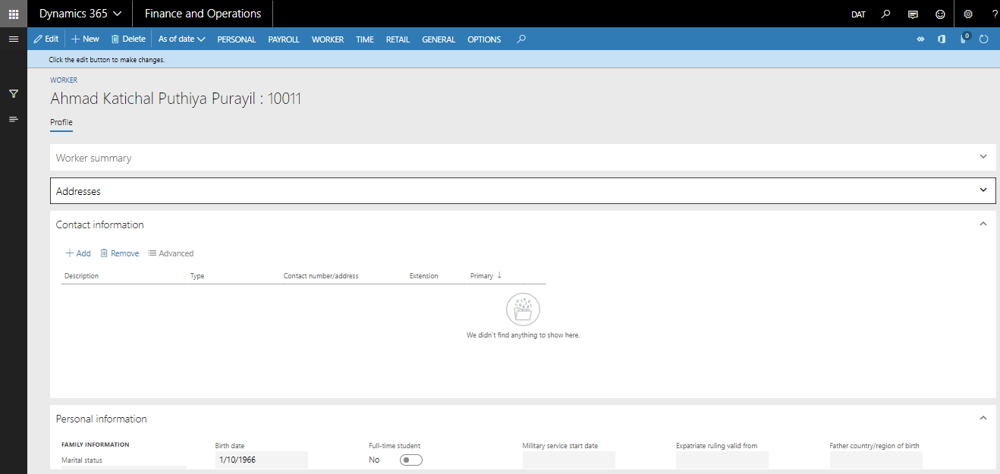 Dynamics 365 Finance and Operations DAT ?
Edit New Delete As of date PERSONAL PAYROLL WORKER TIME RETAIL GENERAL OPTIONS 0
Click the edit button to make changes.
WORKER
Ahmad Katichal Puthiya Purayil : 10011
Profile
Worker summary
Addresses
Contact information
Add Remove Advanced
Description Type Contact number/address Extension Primary
We didn't find anything to show here.
Personal information
FAMILY INFORMATION Birth date Full-time student Military service start date Expatriate ruling valid from Father country/region of birth
Marital status 1/10/1966 No